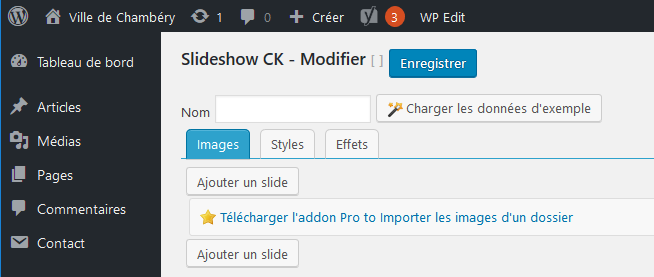 Ville de Chambéry 1 0 + Créer 3 WP Edit
Tableau de bord
Articles
Médias
Pages
Commentaires
Contact
Slideshow CK - Modifier [ ] Enregistrer
Nom Charger les données d'exemple
Images Styles Effets
Ajouter un slide
Télécharger l'addon Pro to Importer les images d'un dossier
Ajouter un slide